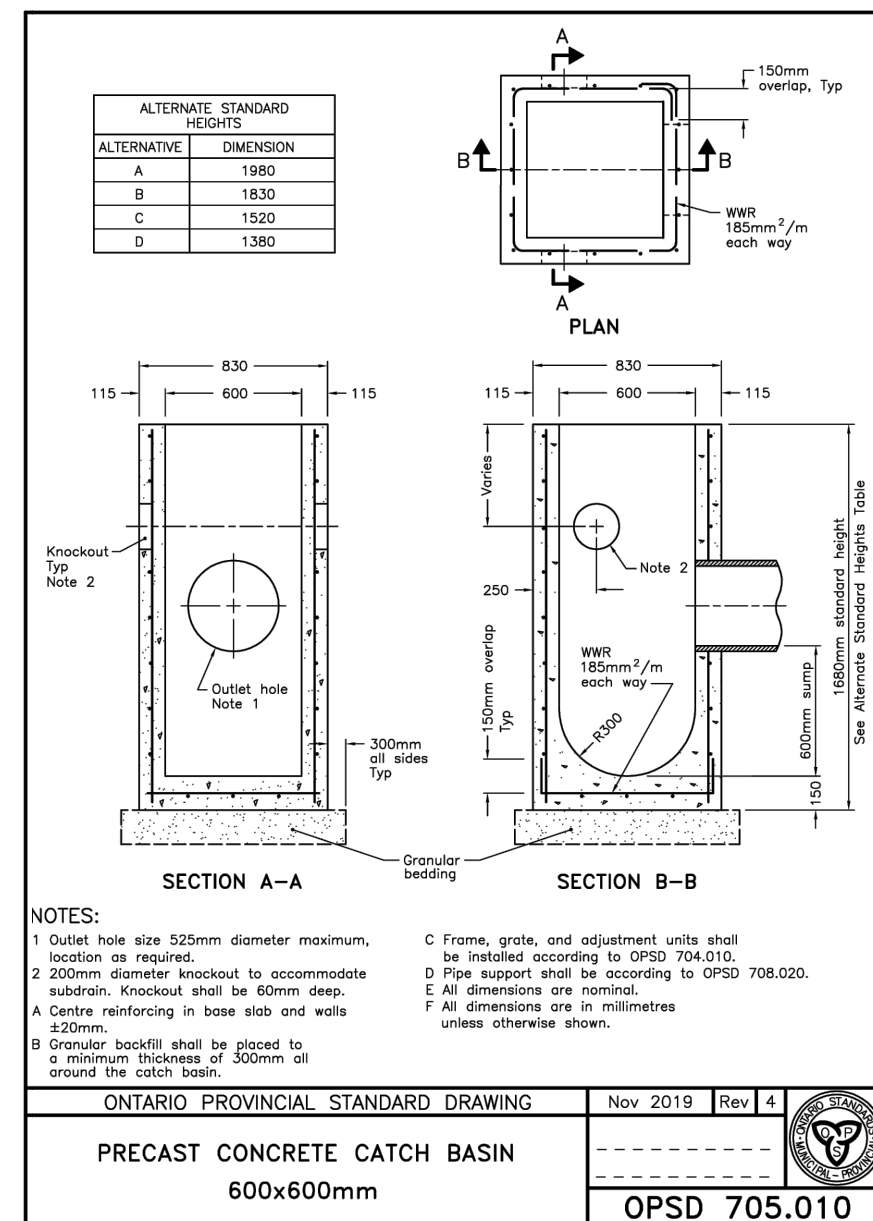 ALTERNATE STANDARD
HEIGHTS
ALTERNATIVE DIMENSION
A 1980
B 1830
C 1520
D 1380
A
150mm
overlap, Typ
B
B
WWR
185mm²/m
each way
A
PLAN
830
115
600
115
Knockout
Typ
Note 2
Outlet hole
Note 1
300mm
all sides
Typ
SECTION A-A
830
115
600
115
Varies
Note 2
250
WWR
185mm²/m
each way
150mm overlap
Typ
R300
600mm sump
150
1680mm standard height
See Alternate Standard Heights Table
Granular
bedding
SECTION B-B
NOTES:
1 Outlet hole size 525mm diameter maximum,
location as required.
2 200mm diameter knockout to accommodate
subdrain. Knockout shall be 60mm deep.
A Centre reinforcing in base slab and walls
±20mm.
B Granular backfill shall be placed to
a minimum thickness of 300mm all
around the catch basin.
C Frame, grate, and adjustment units shall
be installed according to OPSD 704.010.
D Pipe support shall be according to OPSD 708.020.
E All dimensions are nominal.
F All dimensions are in millimetres
unless otherwise shown.
ONTARIO PROVINCIAL STANDARD DRAWING
Nov 2019 Rev 4
PRECAST CONCRETE CATCH BASIN
600x600mm
OPSD 705.010
ONTARIO
MUNICIPAL - PROVINCIAL
O P
S